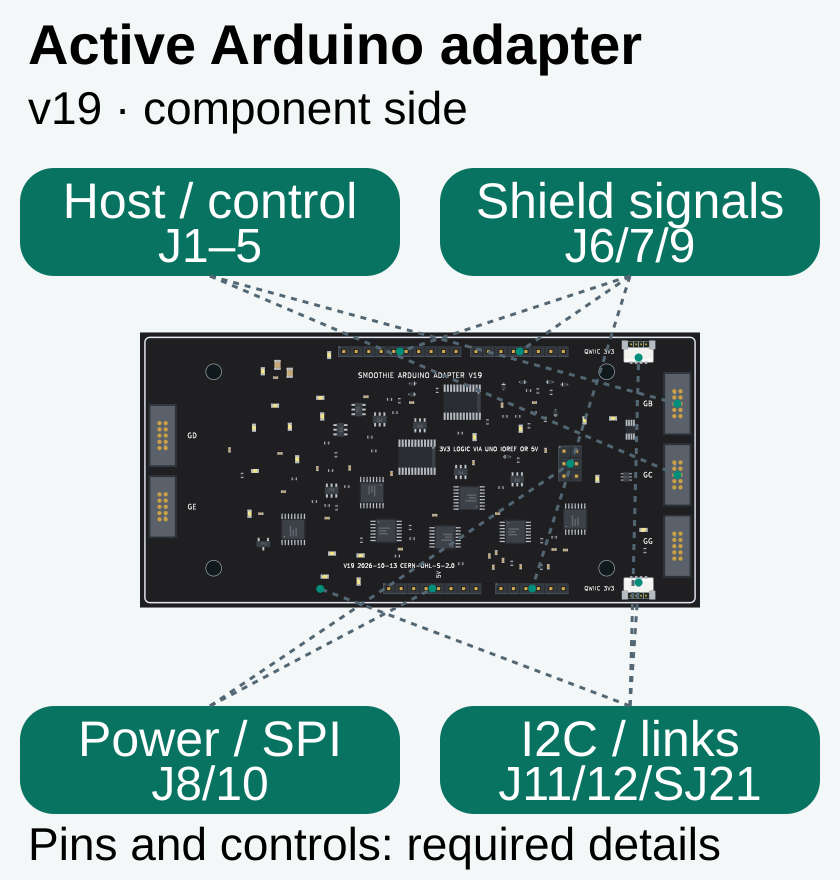 Active Arduino adapter
v19 · component side
Host / control
J1–5
Shield signals
J6/7/9
QWIIC 3V3
SMOOTHIE ARDUINO ADAPTER V19
GB
GD
3V3 LOGIC VIA UNO IOREF OR 5V
GC
GE
GG
V19 2026-10-13 CERN-OHL-S-2.0
5V
QWIIC 3V3
Power / SPI
J8/10
I2C / links
J11/12/SJ21
Pins and controls: required details